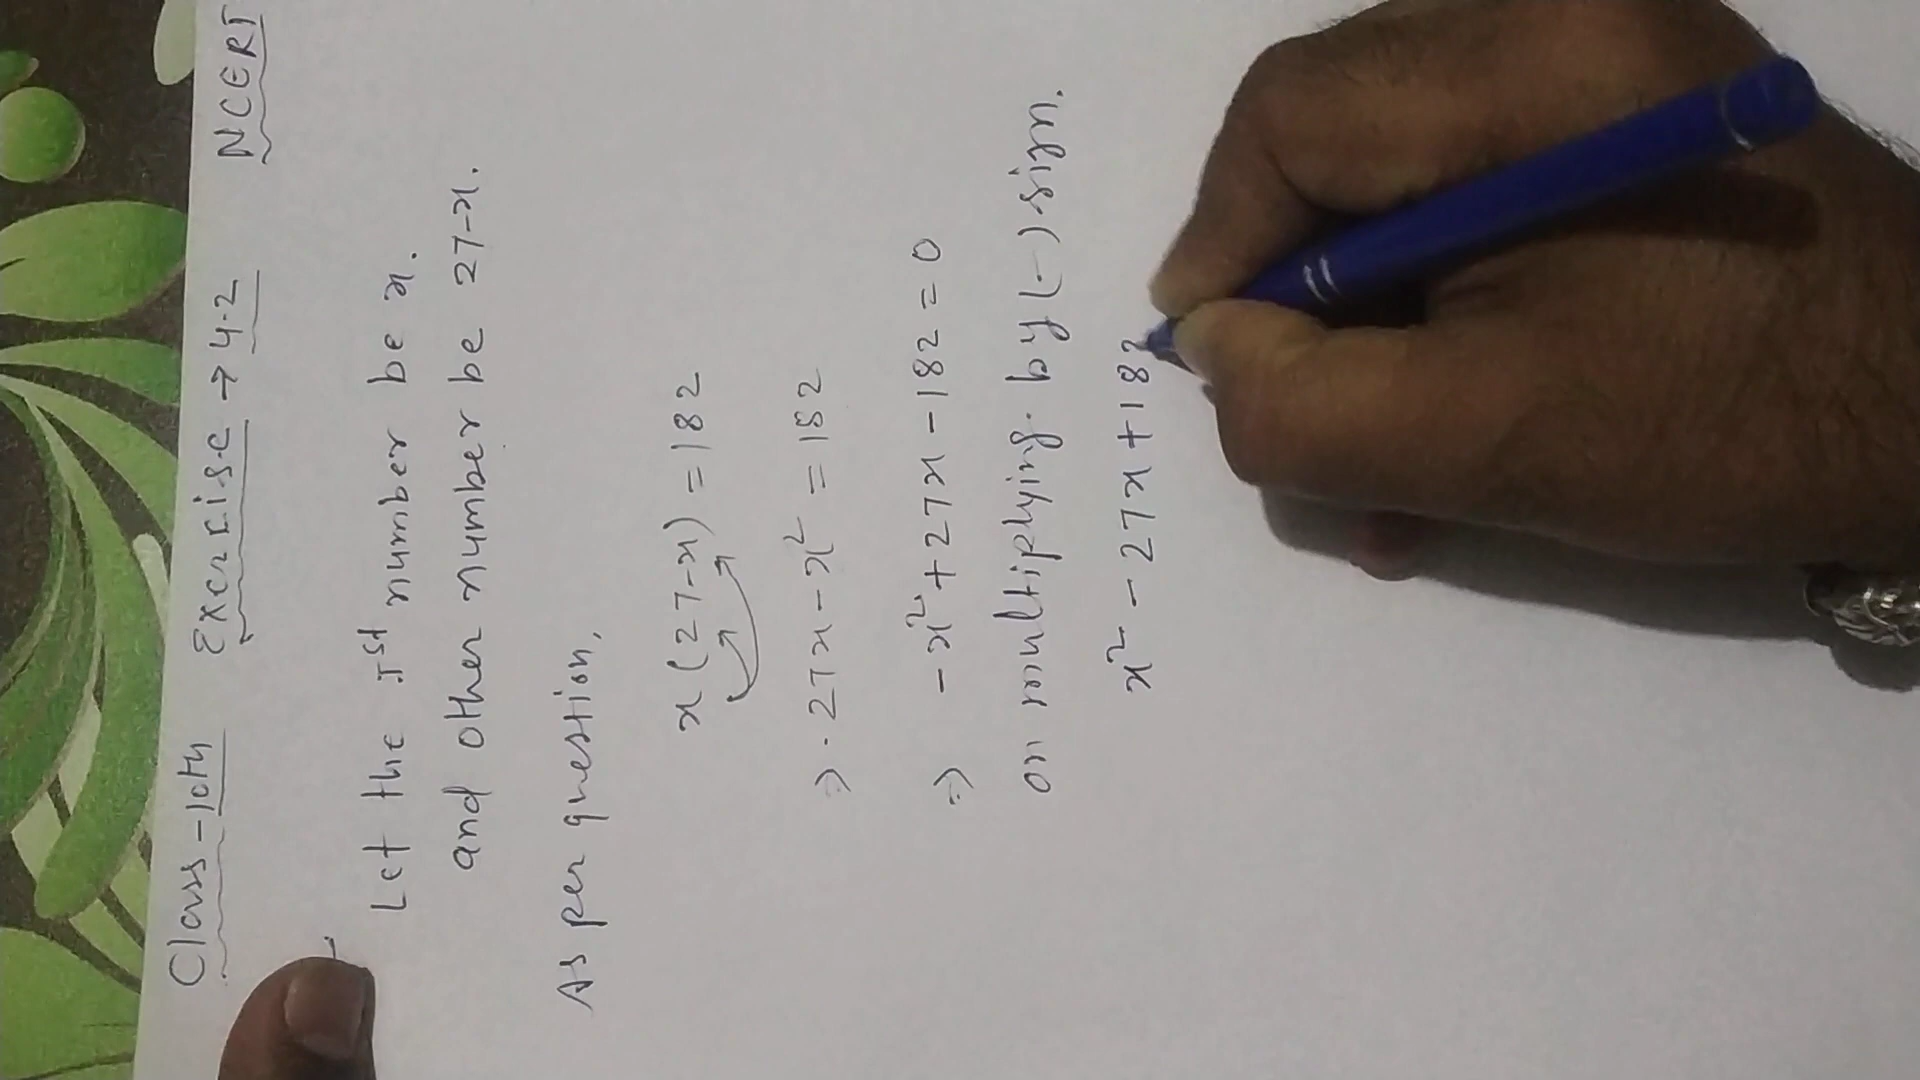 Class-10th Exercise → 4.2 NCERT
Let the Ist number be x.
and other number be 27-x.
As per question,
x(27-x) = 182
⇒ 27x - x² = 182
⇒ -x² + 27x - 182 = 0
on multiplying by (-) sign.
x² - 27x + 182